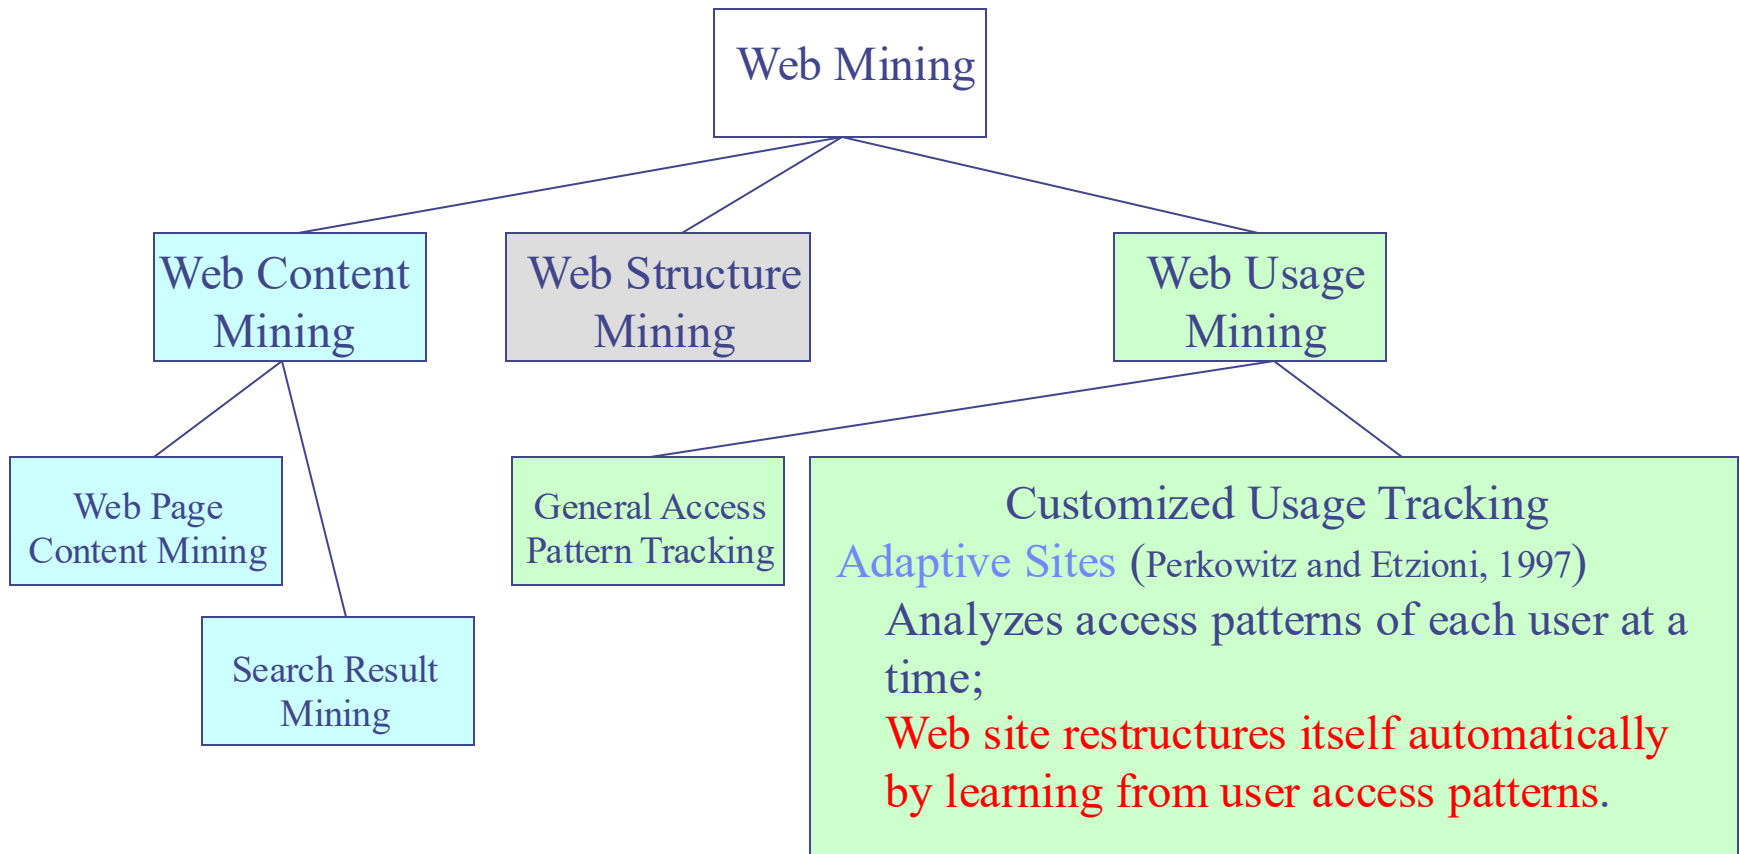 Web Mining
Web Content
Mining
Web Structure
Mining
Web Usage
Mining
Web Page
Content Mining
Search Result
Mining
General Access
Pattern Tracking
Customized Usage Tracking
Adaptive Sites (Perkowitz and Etzioni, 1997)
Analyzes access patterns of each user at a
time;
Web site restructures itself automatically
by learning from user access patterns.